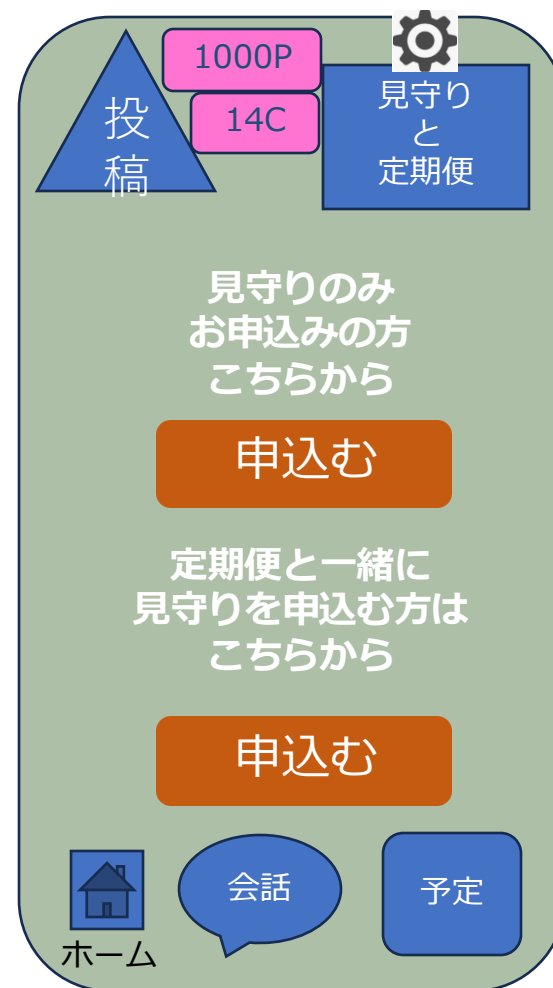 投
稿
1000P
14C
見守り
と
定期便
見守りのみ
お申込みの方
こちらから
申込む
定期便と一緒に
見守りを申込む方は
こちらから
申込む
ホーム
会話
予定